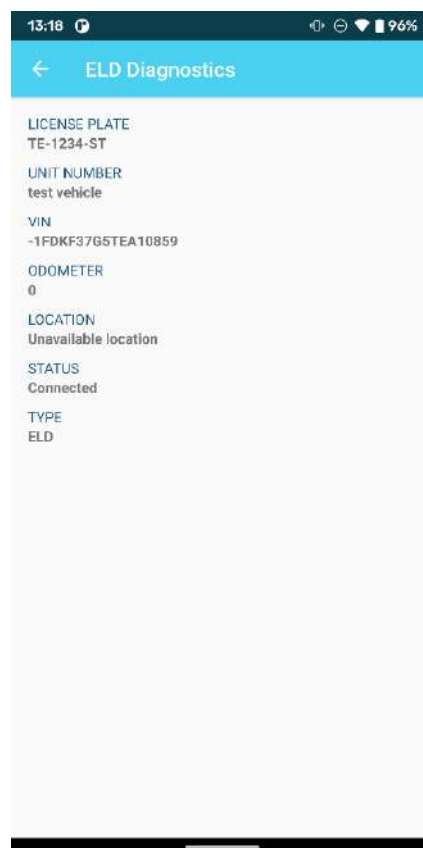 13:18 96%
ELD Diagnostics
LICENSE PLATE
TE-1234-ST
UNIT NUMBER
test vehicle
VIN
-1FDKF37G5TEA10859
ODOMETER
0
LOCATION
Unavailable location
STATUS
Connected
TYPE
ELD